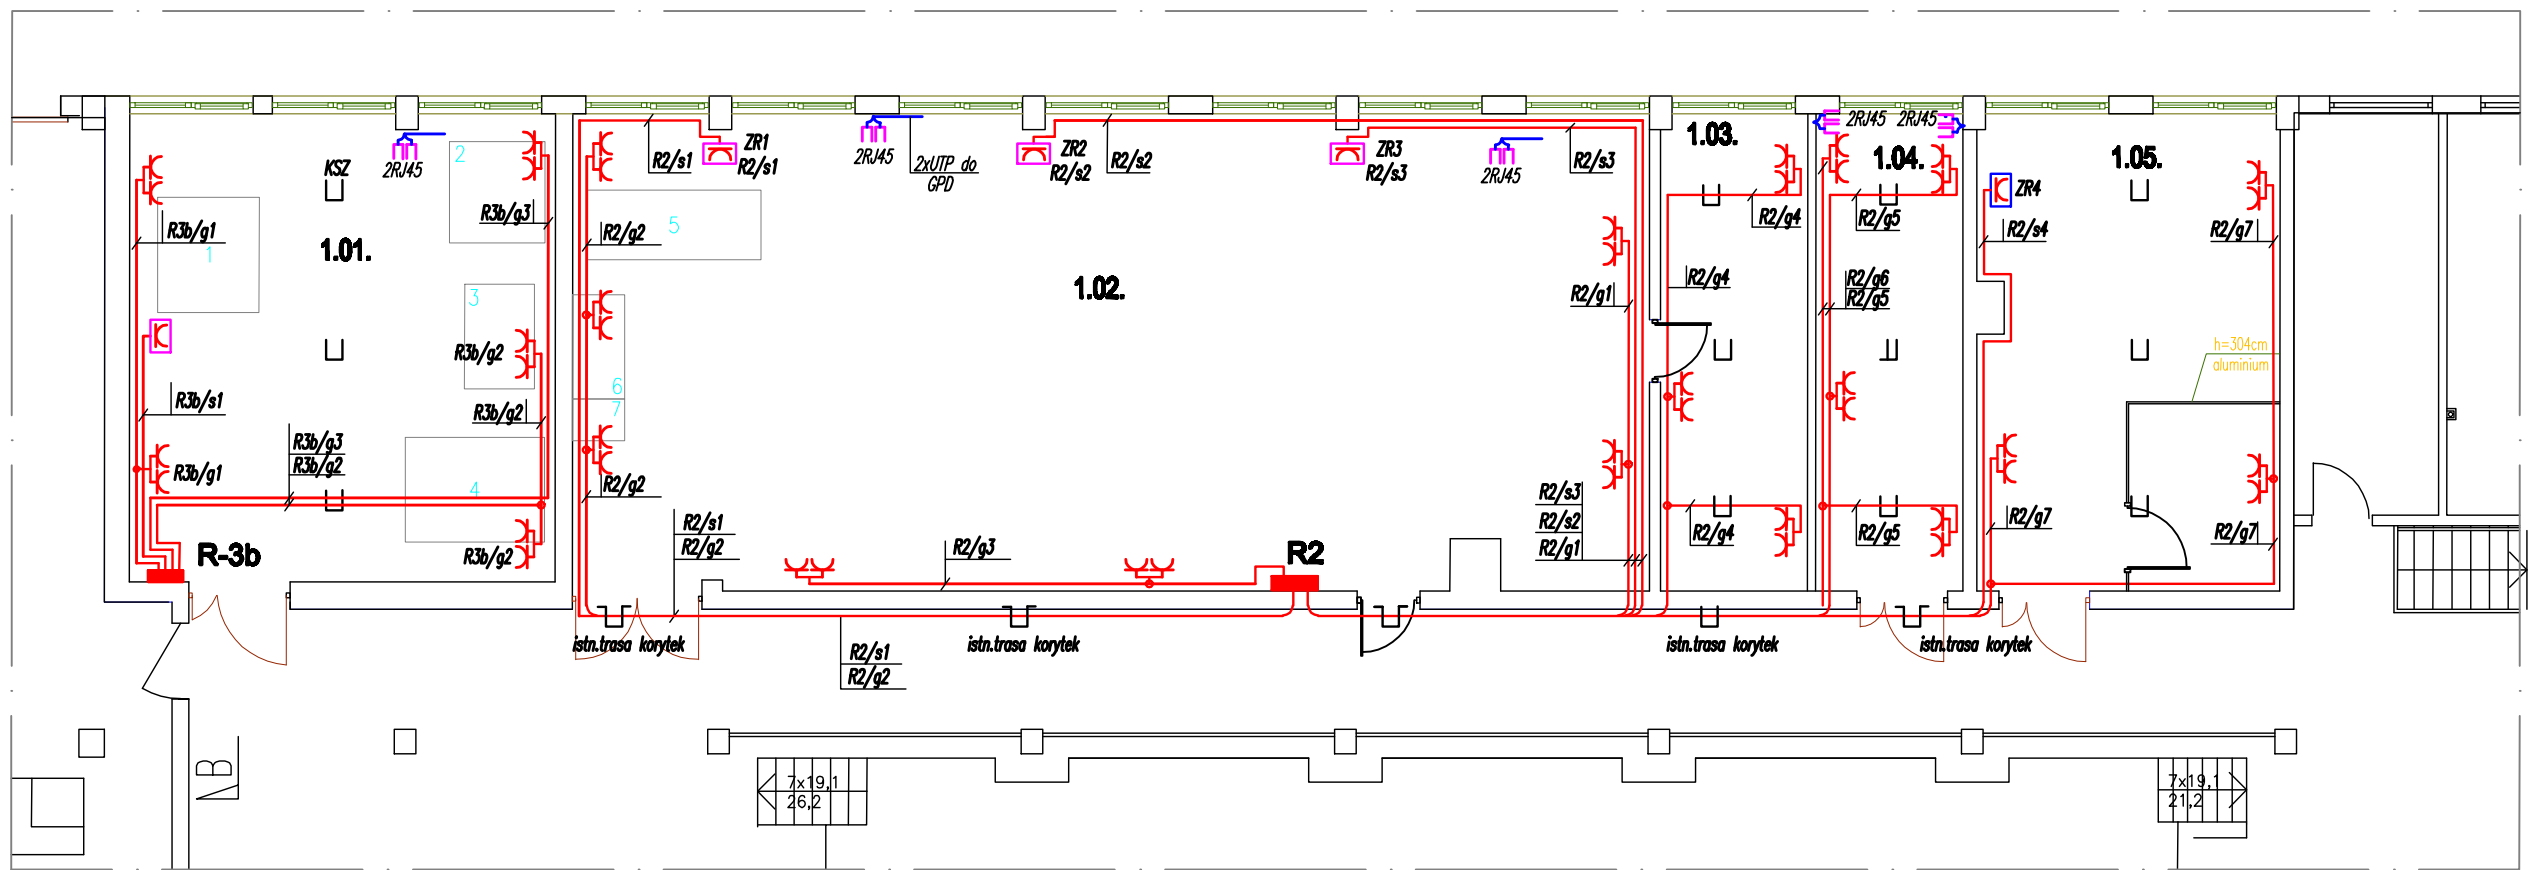 1.01.
KSZ
2RJ45
1
2
3
4
R3b/g1
R3b/g3
R3b/g2
R3b/g2
R3b/s1
R3b/g3
R3b/g2
R3b/g1
R3b/g2
R-3b
1.02.
R2/s1
ZR1
R2/s1
2RJ45
2xUTP do
GPD
ZR2
R2/s2
R2/s2
ZR3
R2/s3
2RJ45
R2/s3
R2/g2
5
6
7
R2/g1
R2/g2
R2/s1
R2/g2
R2/g3
R2
R2/s3
R2/s2
R2/g1
1.03.
R2/g4
R2/g4
R2/g4
2RJ45
2RJ45
1.04.
R2/g5
R2/g6
R2/g5
R2/g5
1.05.
ZR4
R2/s4
R2/g7
h=304cm
aluminium
R2/g7
R2/g7
istn.trasa korytek
istn.trasa korytek
istn.trasa korytek
istn.trasa korytek
R2/s1
R2/g2
B
7x19,1
26,2
7x19,1
21,2